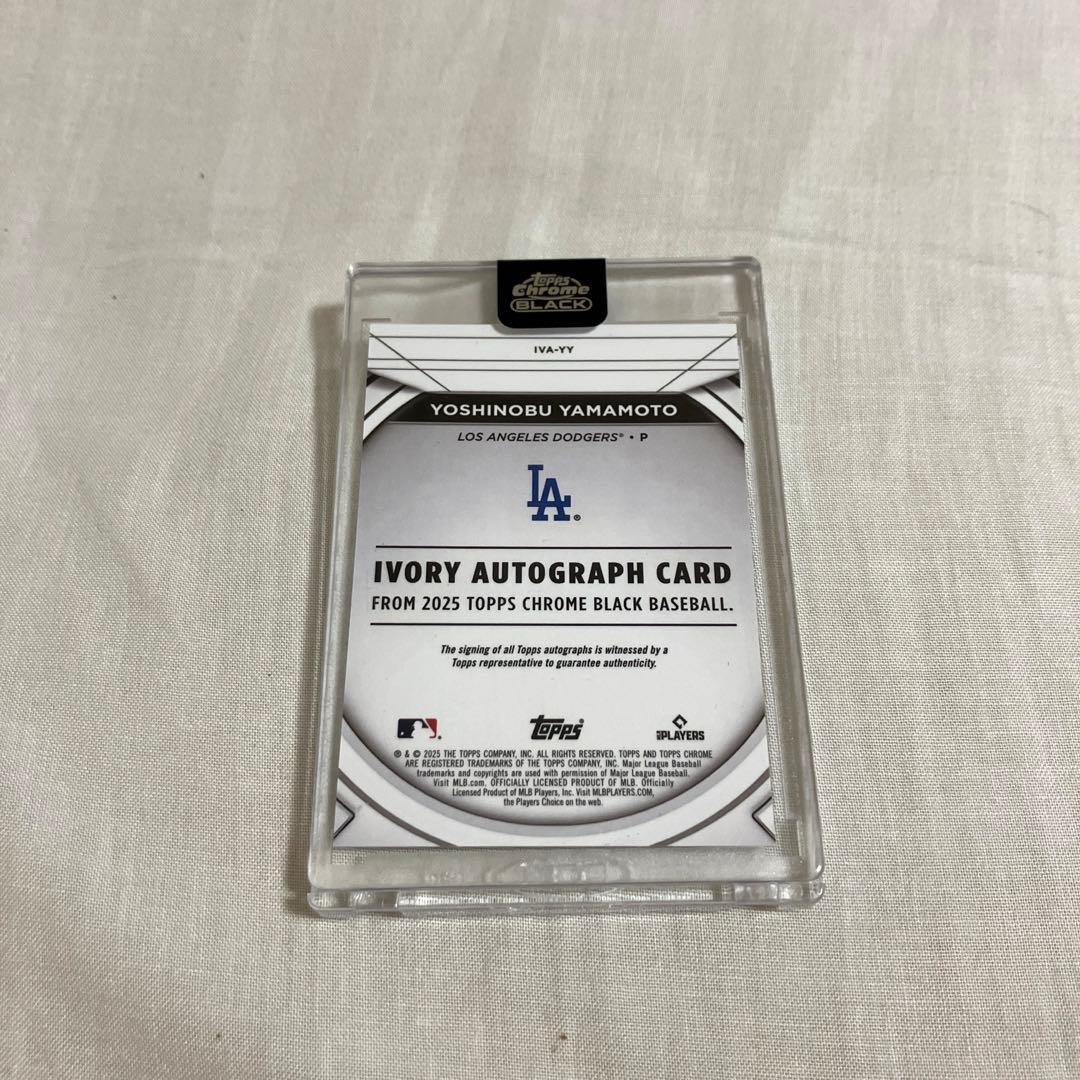 Topps
Chrome
BLACK
IVA-YY
YOSHINOBU YAMAMOTO
LOS ANGELES DODGERS® • P
LA®
IVORY AUTOGRAPH CARD
FROM 2025 TOPPS CHROME BLACK BASEBALL.
The signing of all Topps autographs is witnessed by a
Topps representative to guarantee authenticity.
Topps® PLAYERS
® & © 2025 THE TOPPS COMPANY, INC. ALL RIGHTS RESERVED. TOPPS AND TOPPS CHROME
ARE REGISTERED TRADEMARKS OF THE TOPPS COMPANY, INC. Major League Baseball
trademarks and copyrights are used with permission of Major League Baseball.
Visit MLB.com. OFFICIALLY LICENSED PRODUCT OF MLB. Officially
Licensed Product of MLB Players, Inc. Visit MLBPLAYERS.COM,
the Players Choice on the web.